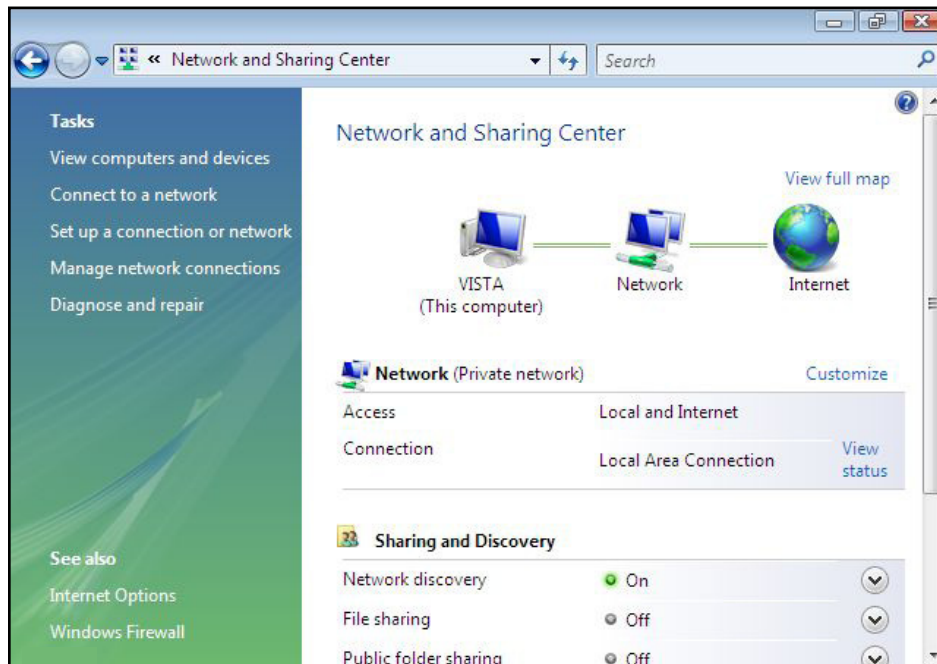 « Network and Sharing Center
Search
Tasks
View computers and devices
Connect to a network
Set up a connection or network
Manage network connections
Diagnose and repair
See also
Internet Options
Windows Firewall
Network and Sharing Center
View full map
VISTA
(This computer)
Network
Internet
Network (Private network)
Customize
Access
Local and Internet
Connection
Local Area Connection
View
status
Sharing and Discovery
Network discovery
On
File sharing
Off
Public folder sharing
Off